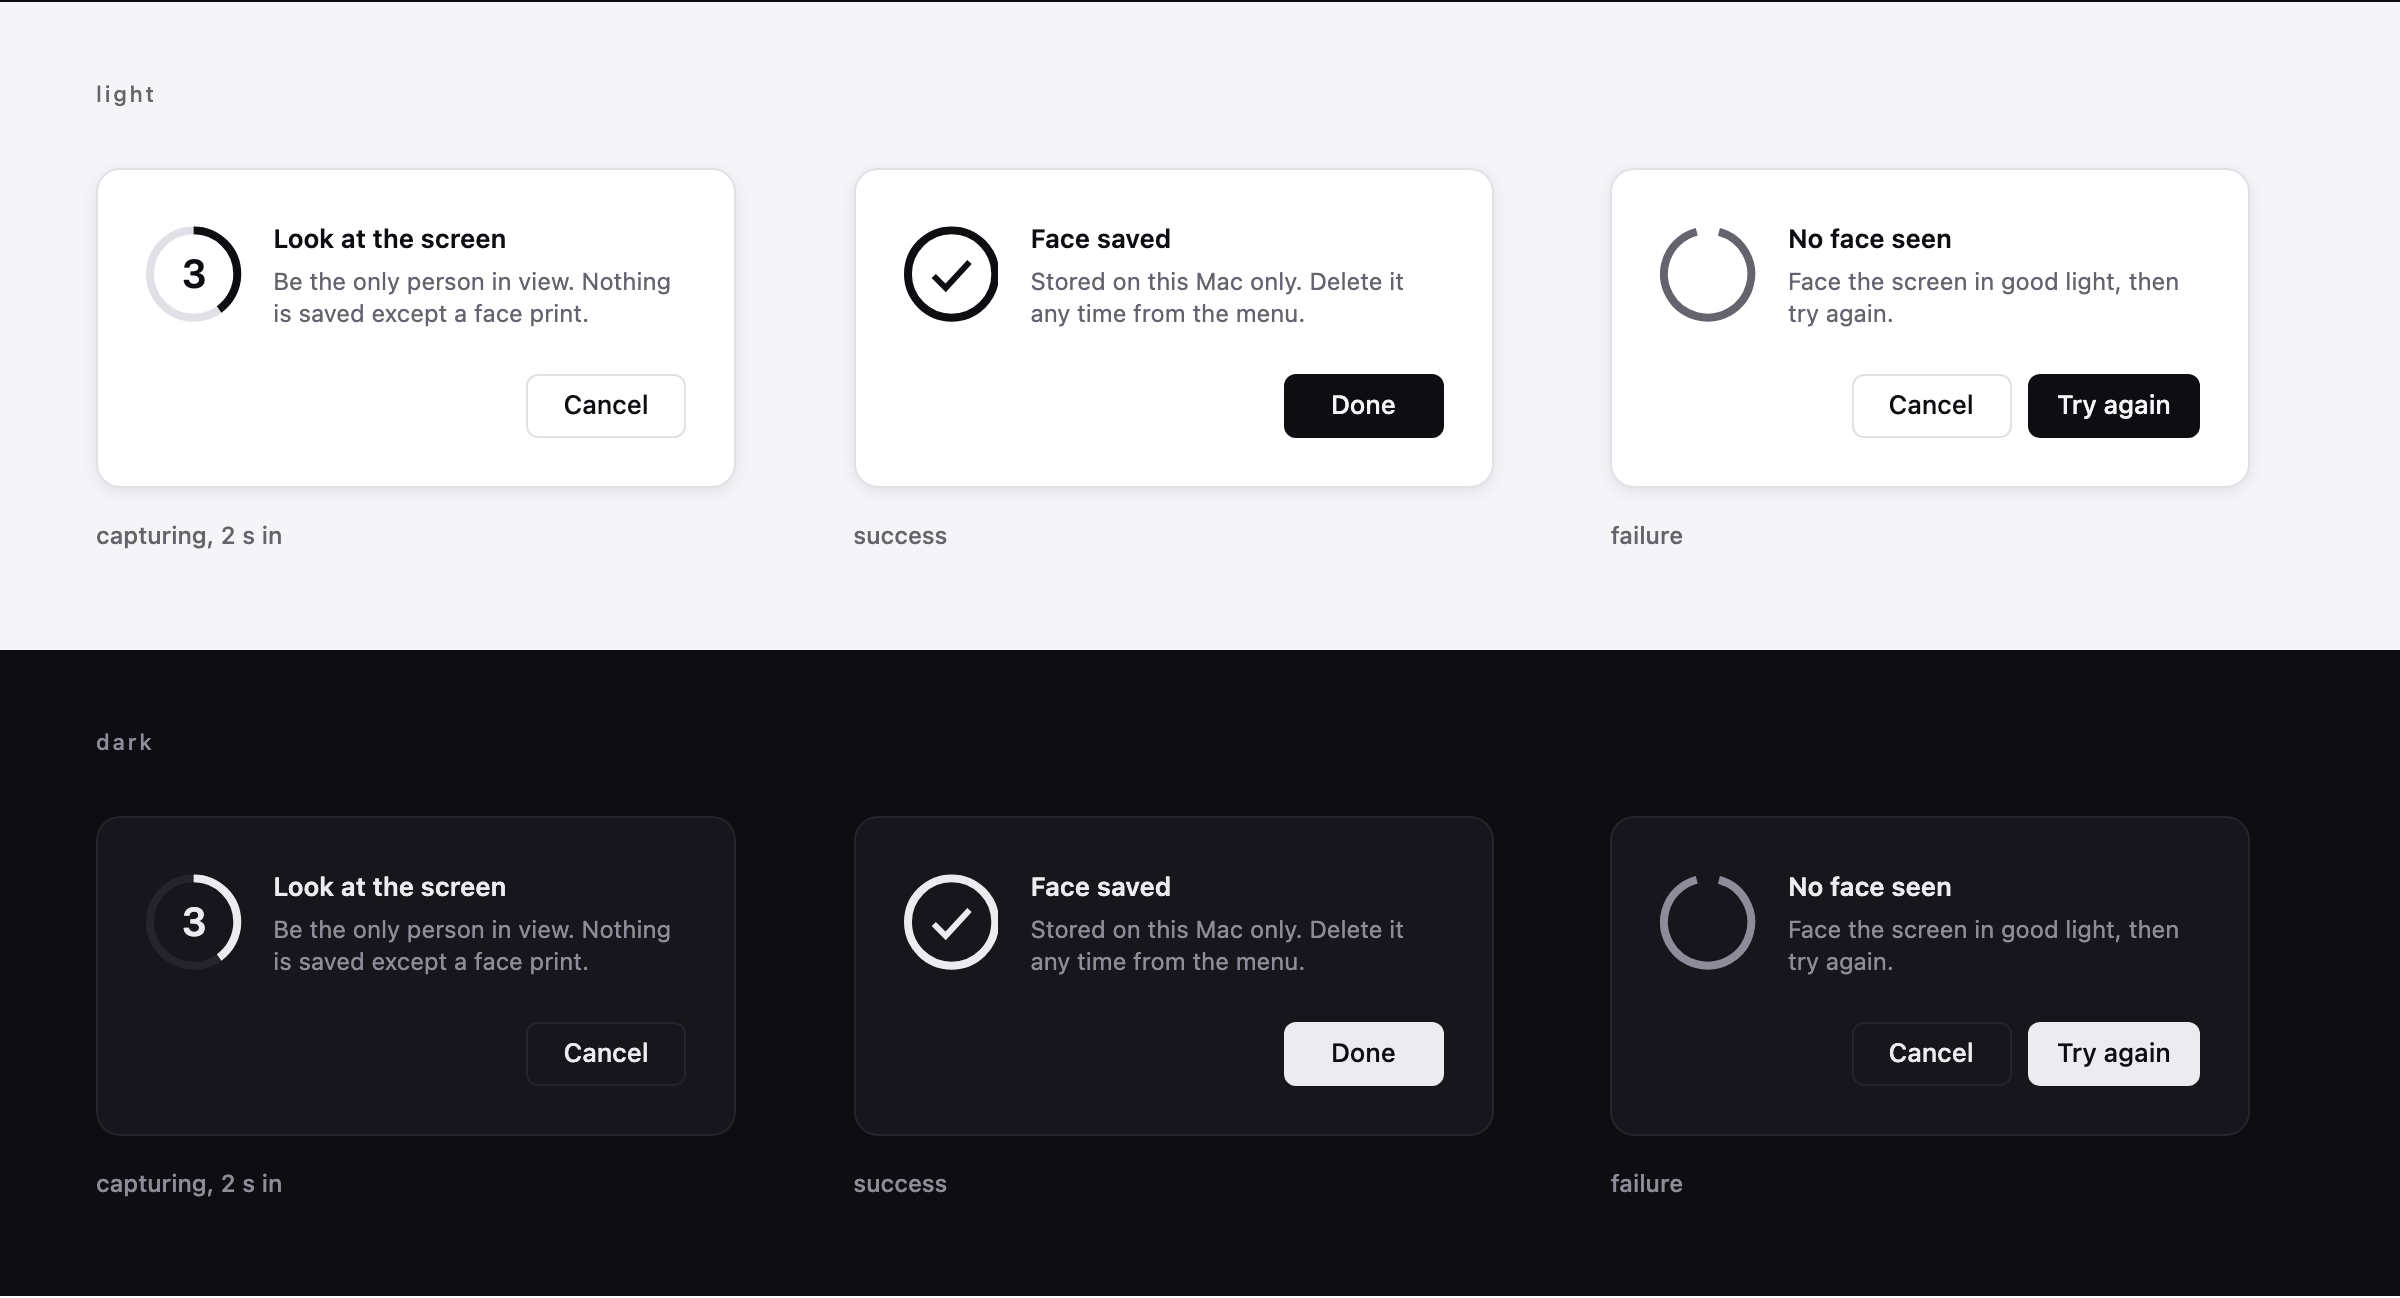 light
3
Look at the screen
Be the only person in view. Nothing
is saved except a face print.
Cancel
capturing, 2 s in
Face saved
Stored on this Mac only. Delete it
any time from the menu.
Done
success
No face seen
Face the screen in good light, then
try again.
Cancel
Try again
failure
dark
3
Look at the screen
Be the only person in view. Nothing
is saved except a face print.
Cancel
capturing, 2 s in
Face saved
Stored on this Mac only. Delete it
any time from the menu.
Done
success
No face seen
Face the screen in good light, then
try again.
Cancel
Try again
failure